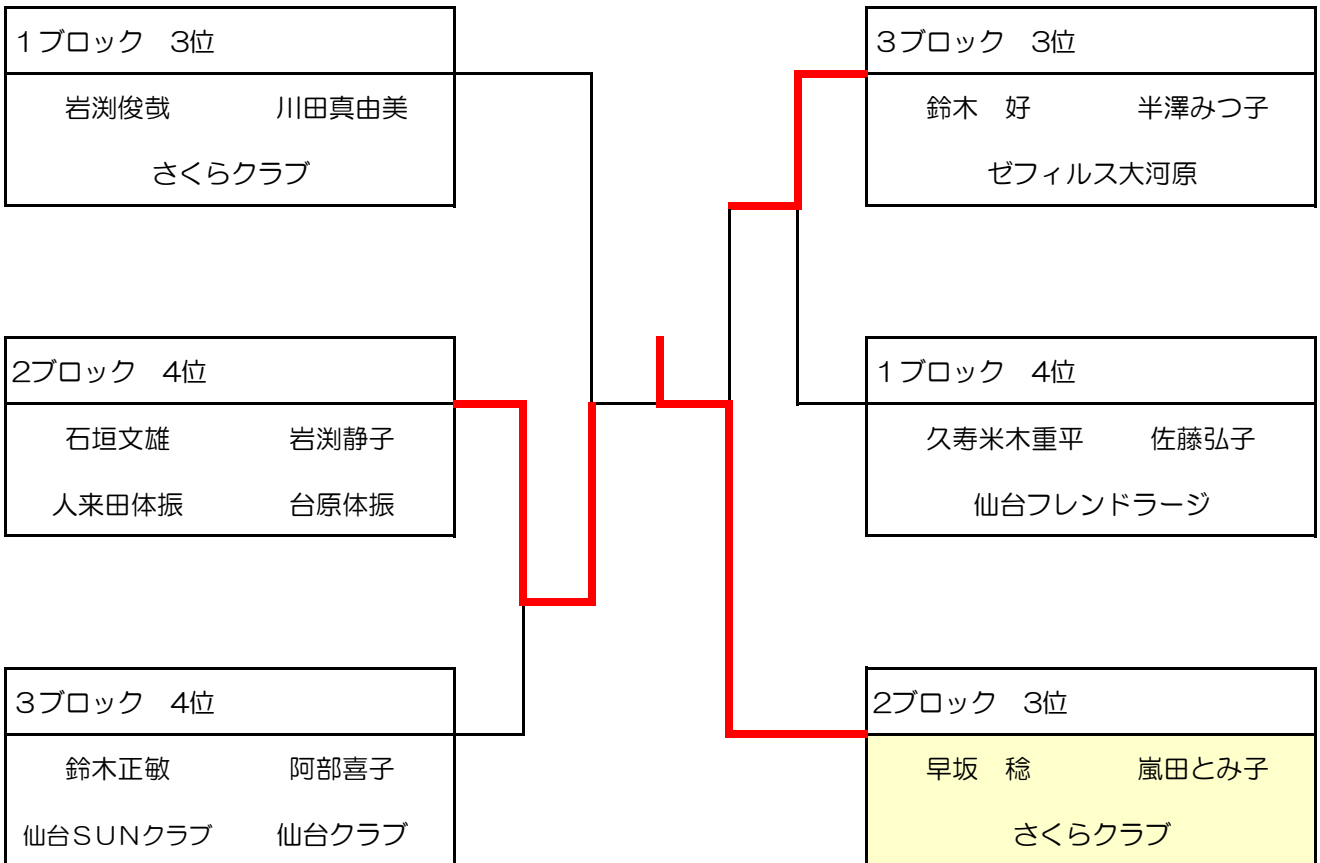 １ブロック　3位
岩渕俊哉　川田真由美
さくらクラブ
2ブロック　4位
石垣文雄　岩渕静子
人来田体振　台原体振
３ブロック　4位
鈴木正敏　阿部喜子
仙台ＳＵＮクラブ　仙台クラブ
３ブロック　3位
鈴木　好　半澤みつ子
ゼフィルス大河原
１ブロック　4位
久寿米木重平　佐藤弘子
仙台フレンドラージ
2ブロック　3位
早坂　稔　嵐田とみ子
さくらクラブ